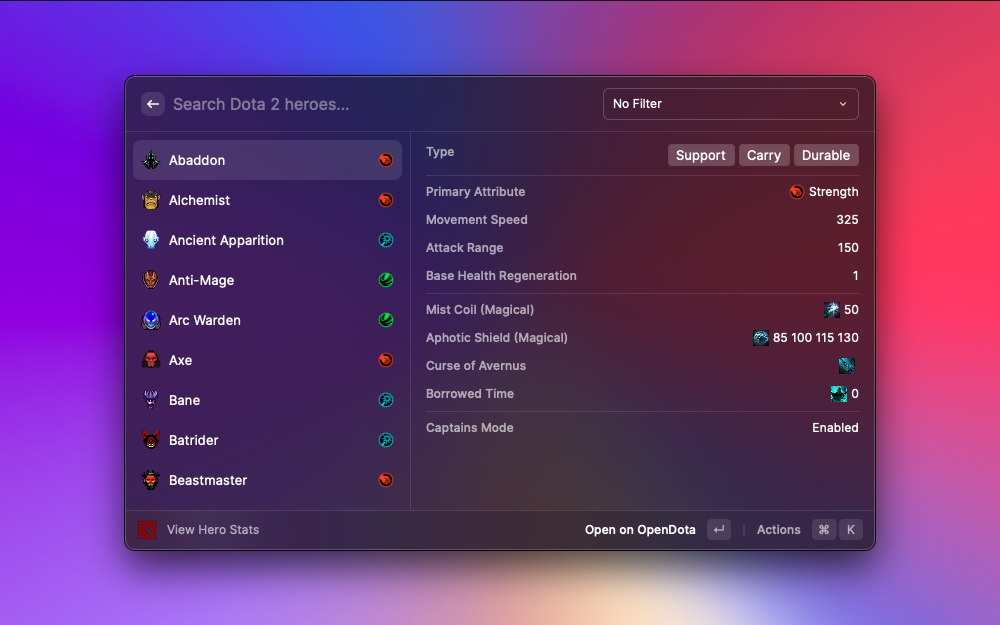 Search Dota 2 heroes...
No Filter
Abaddon
Alchemist
Ancient Apparition
Anti-Mage
Arc Warden
Axe
Bane
Batrider
Beastmaster
Type Support Carry Durable
Primary Attribute Strength
Movement Speed 325
Attack Range 150
Base Health Regeneration 1
Mist Coil (Magical) 50
Aphotic Shield (Magical) 85 100 115 130
Curse of Avernus
Borrowed Time 0
Captains Mode Enabled
View Hero Stats
Open on OpenDota ↵ | Actions ⌘ K